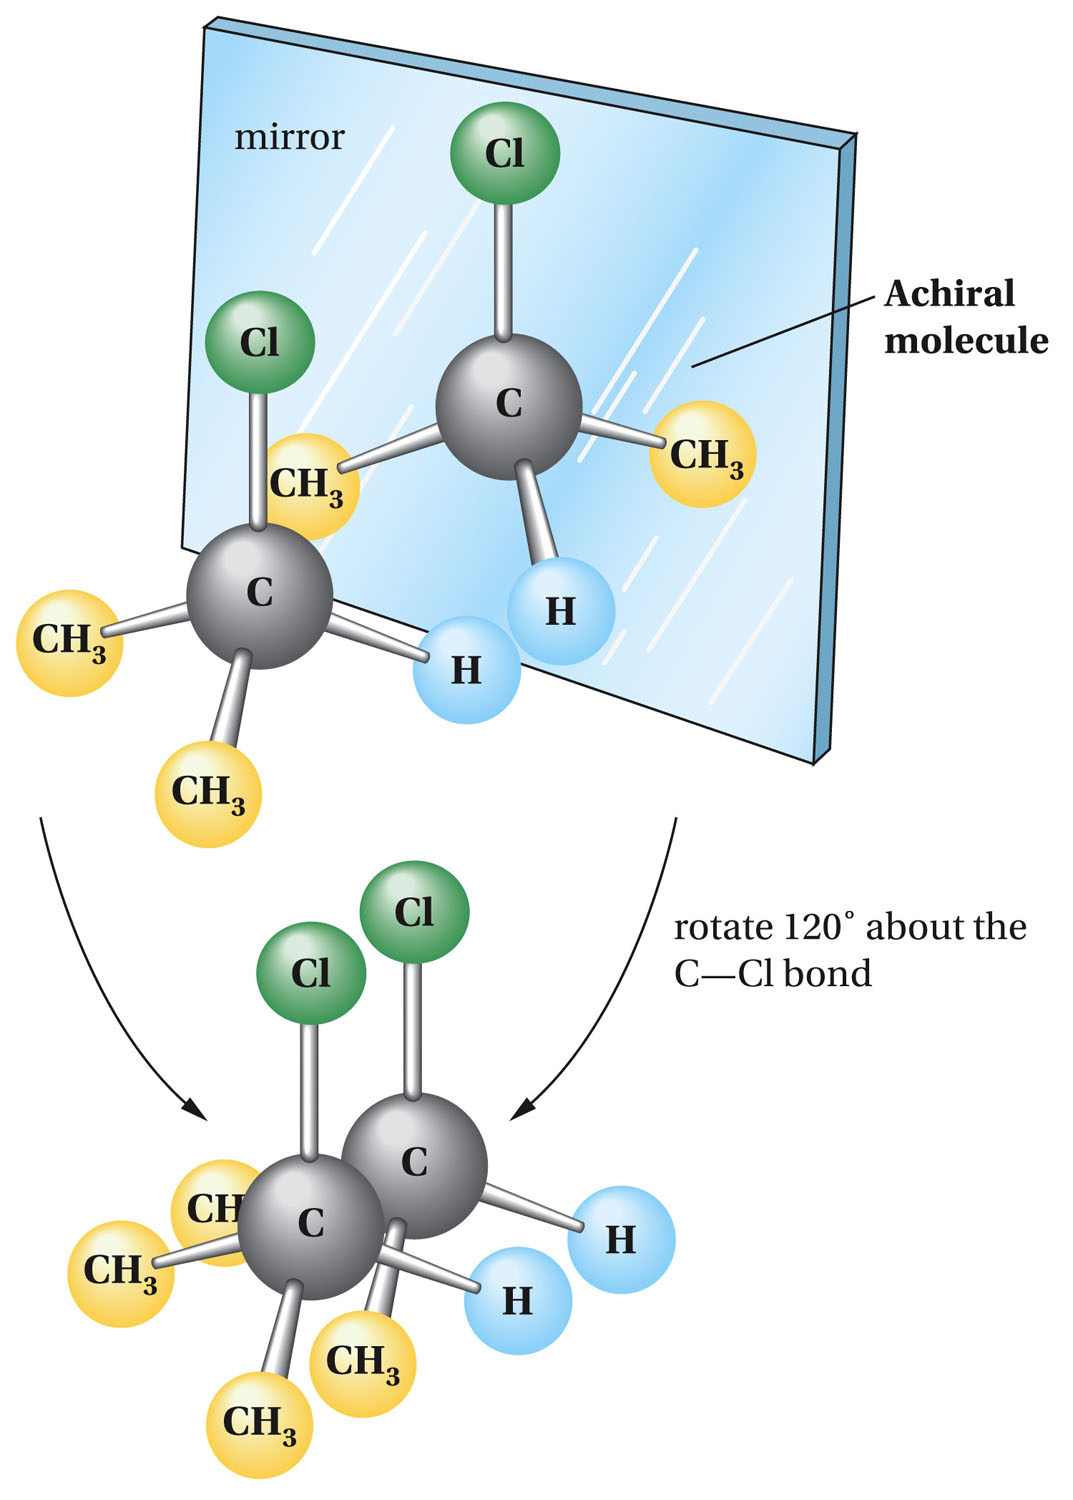 mirror
Cl
Cl
Achiral
molecule
C
CH₃
CH₃
C
H
CH₃
H
CH₃
Cl
Cl
rotate 120° about the
C—Cl bond
C
CH
C
H
CH₃
H
CH₃
CH₃